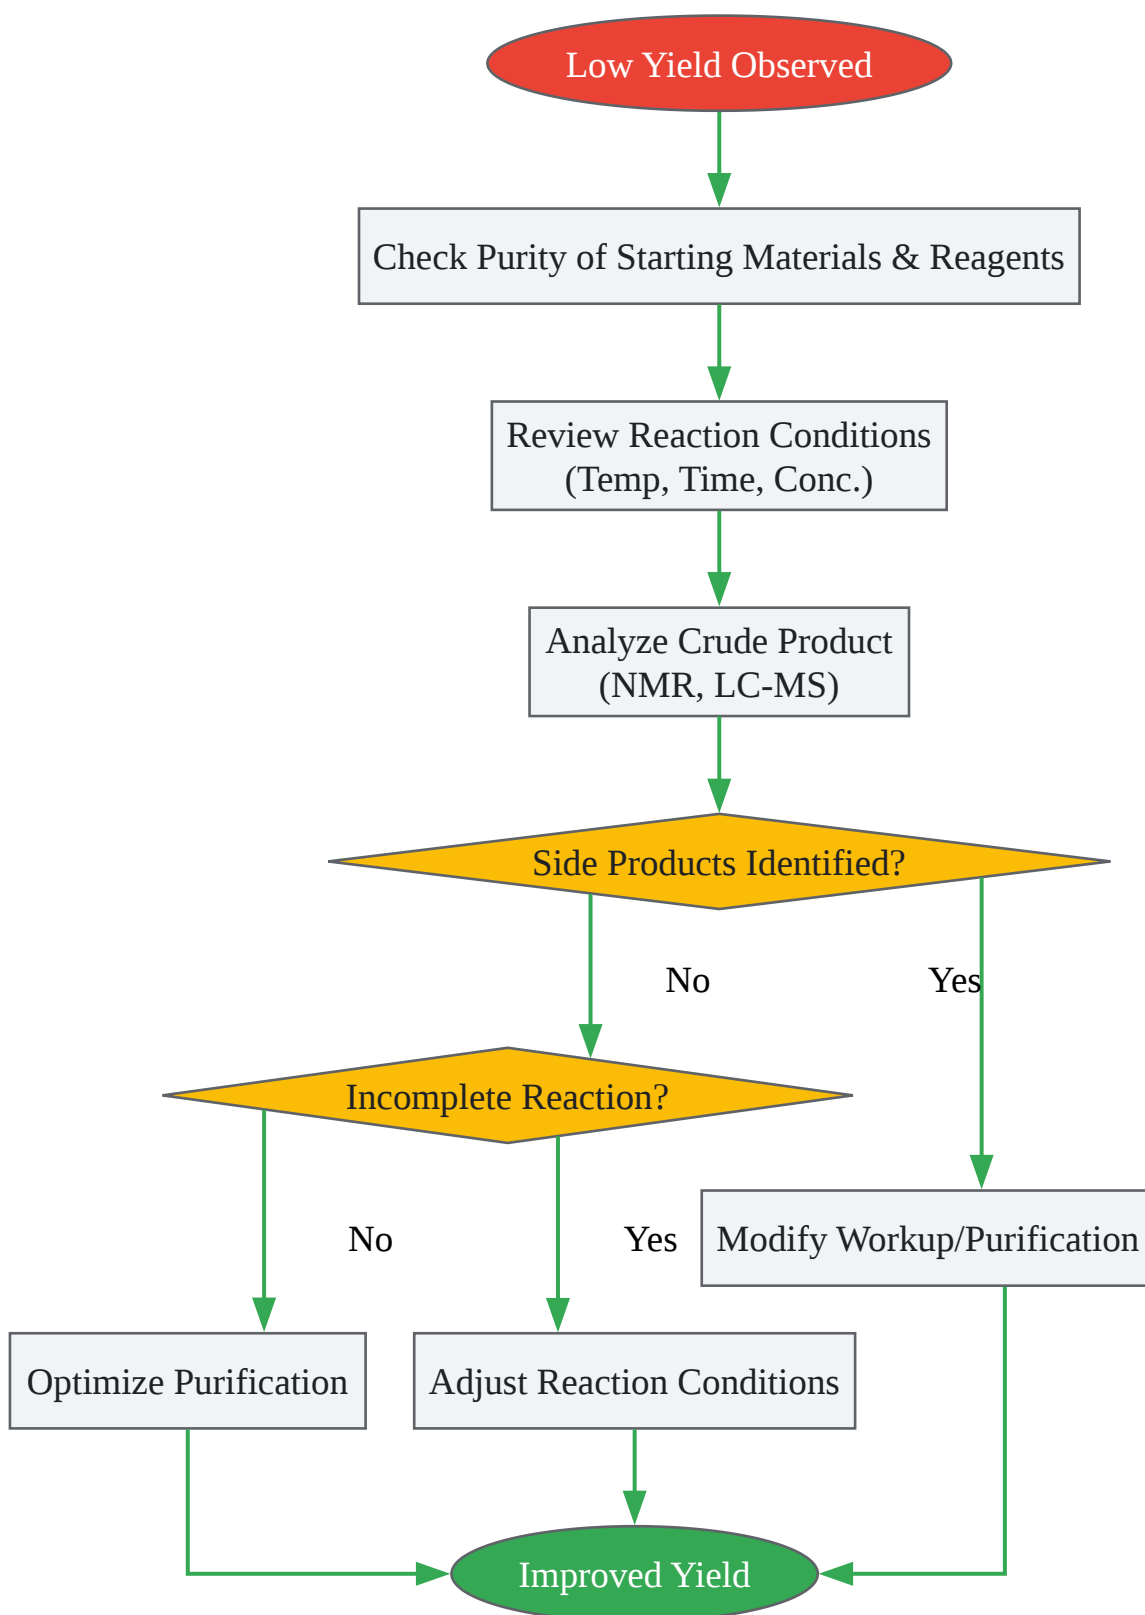 Low Yield Observed
Check Purity of Starting Materials & Reagents
Review Reaction Conditions
(Temp, Time, Conc.)
Analyze Crude Product
(NMR, LC-MS)
Side Products Identified?
No
Yes
Incomplete Reaction?
No
Yes
Modify Workup/Purification
Optimize Purification
Adjust Reaction Conditions
Improved Yield